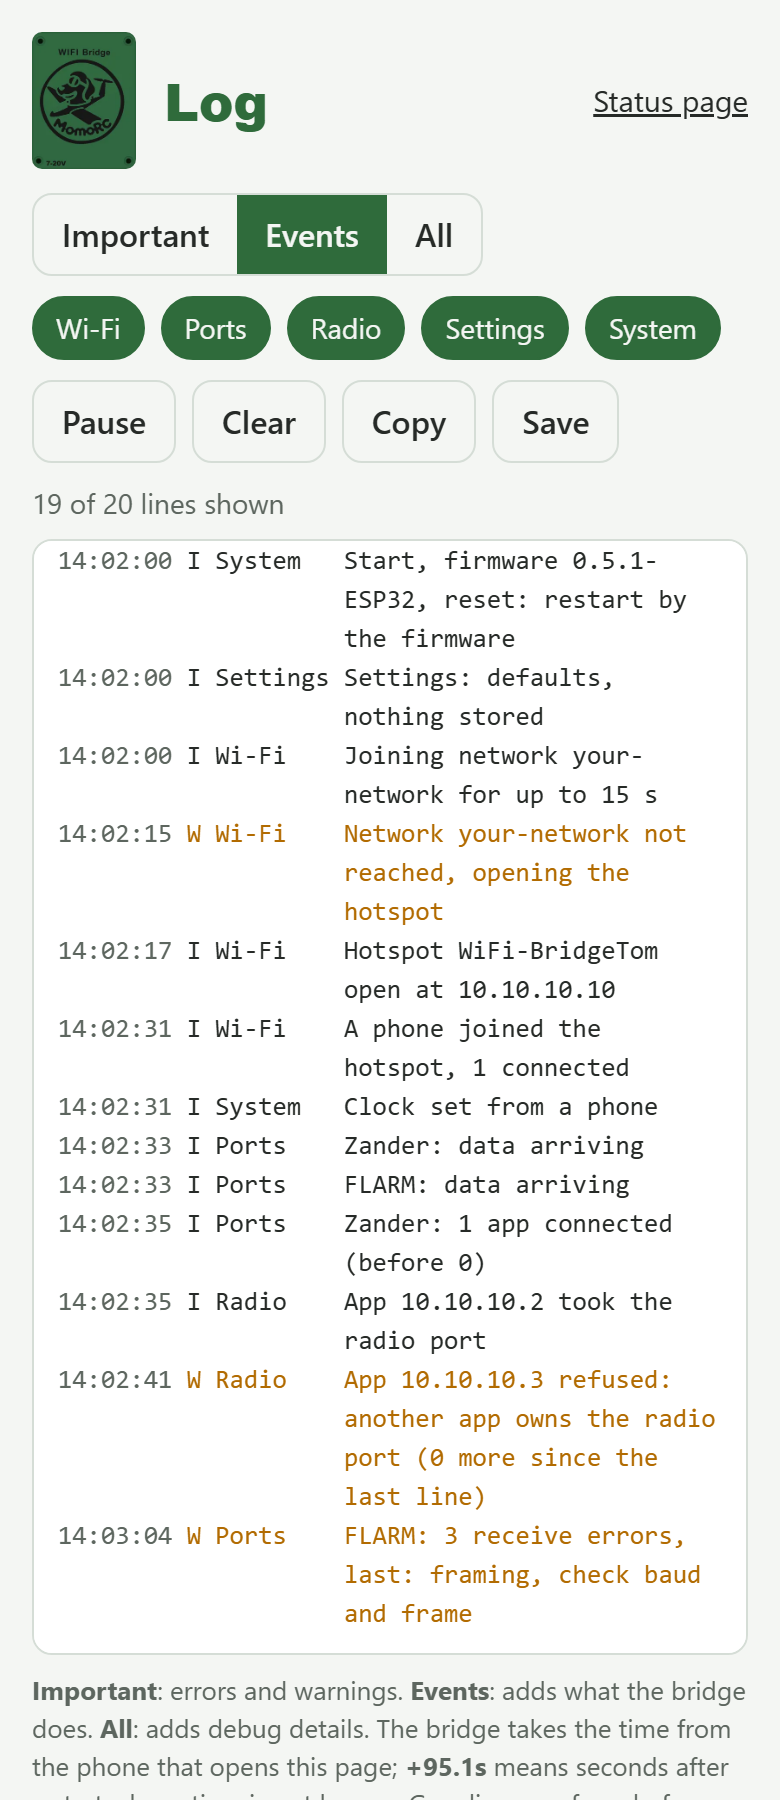 WIFI Bridge
MomoRC
7-20V
Log
Status page
Important Events All
Wi-Fi Ports Radio Settings System
Pause Clear Copy Save
19 of 20 lines shown
14:02:00 I System Start, firmware 0.5.1-
ESP32, reset: restart by
the firmware
14:02:00 I Settings Settings: defaults,
nothing stored
14:02:00 I Wi-Fi Joining network your-
network for up to 15 s
14:02:15 W Wi-Fi Network your-network not
reached, opening the
hotspot
14:02:17 I Wi-Fi Hotspot WiFi-BridgeTom
open at 10.10.10.10
14:02:31 I Wi-Fi A phone joined the
hotspot, 1 connected
14:02:31 I System Clock set from a phone
14:02:33 I Ports Zander: data arriving
14:02:33 I Ports FLARM: data arriving
14:02:35 I Ports Zander: 1 app connected
(before 0)
14:02:35 I Radio App 10.10.10.2 took the
radio port
14:02:41 W Radio App 10.10.10.3 refused:
another app owns the radio
port (0 more since the
last line)
14:03:04 W Ports FLARM: 3 receive errors,
last: framing, check baud
and frame
Important: errors and warnings. Events: adds what the bridge
does. All: adds debug details. The bridge takes the time from
the phone that opens this page; +95.1s means seconds after